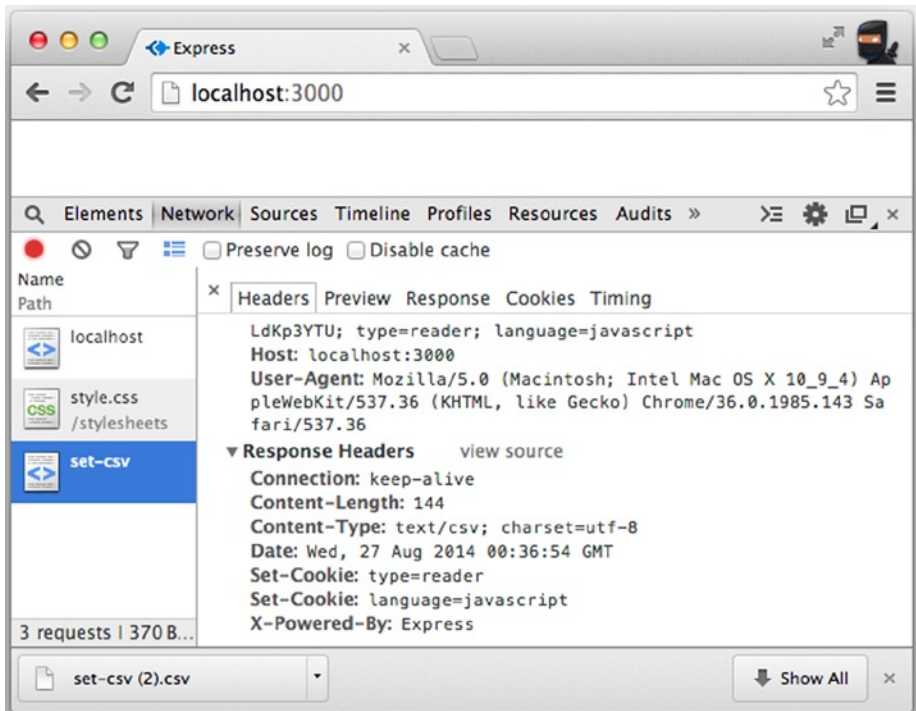 Express
localhost:3000
Elements Network Sources Timeline Profiles Resources Audits »
Preserve log Disable cache
Name
Path
Headers Preview Response Cookies Timing
localhost
style.css
/stylesheets
set-csv
LdKp3YTU; type=reader; language=javascript
Host: localhost:3000
User-Agent: Mozilla/5.0 (Macintosh; Intel Mac OS X 10_9_4) Ap
pleWebKit/537.36 (KHTML, like Gecko) Chrome/36.0.1985.143 Sa
fari/537.36
Response Headers view source
Connection: keep-alive
Content-Length: 144
Content-Type: text/csv; charset=utf-8
Date: Wed, 27 Aug 2014 00:36:54 GMT
Set-Cookie: type=reader
Set-Cookie: language=javascript
X-Powered-By: Express
3 requests | 370 B...
set-csv (2).csv
Show All